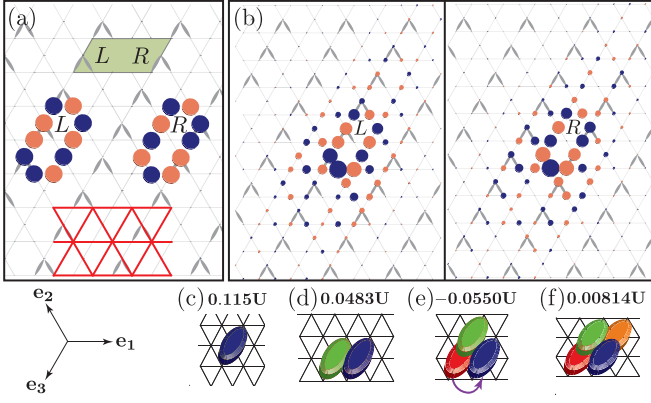 (a)
L R
L
R
(b)
L
R
e₂
e₁
e₃
(c) 0.115U
(d) 0.0483U
(e) −0.0550U
(f) 0.00814U